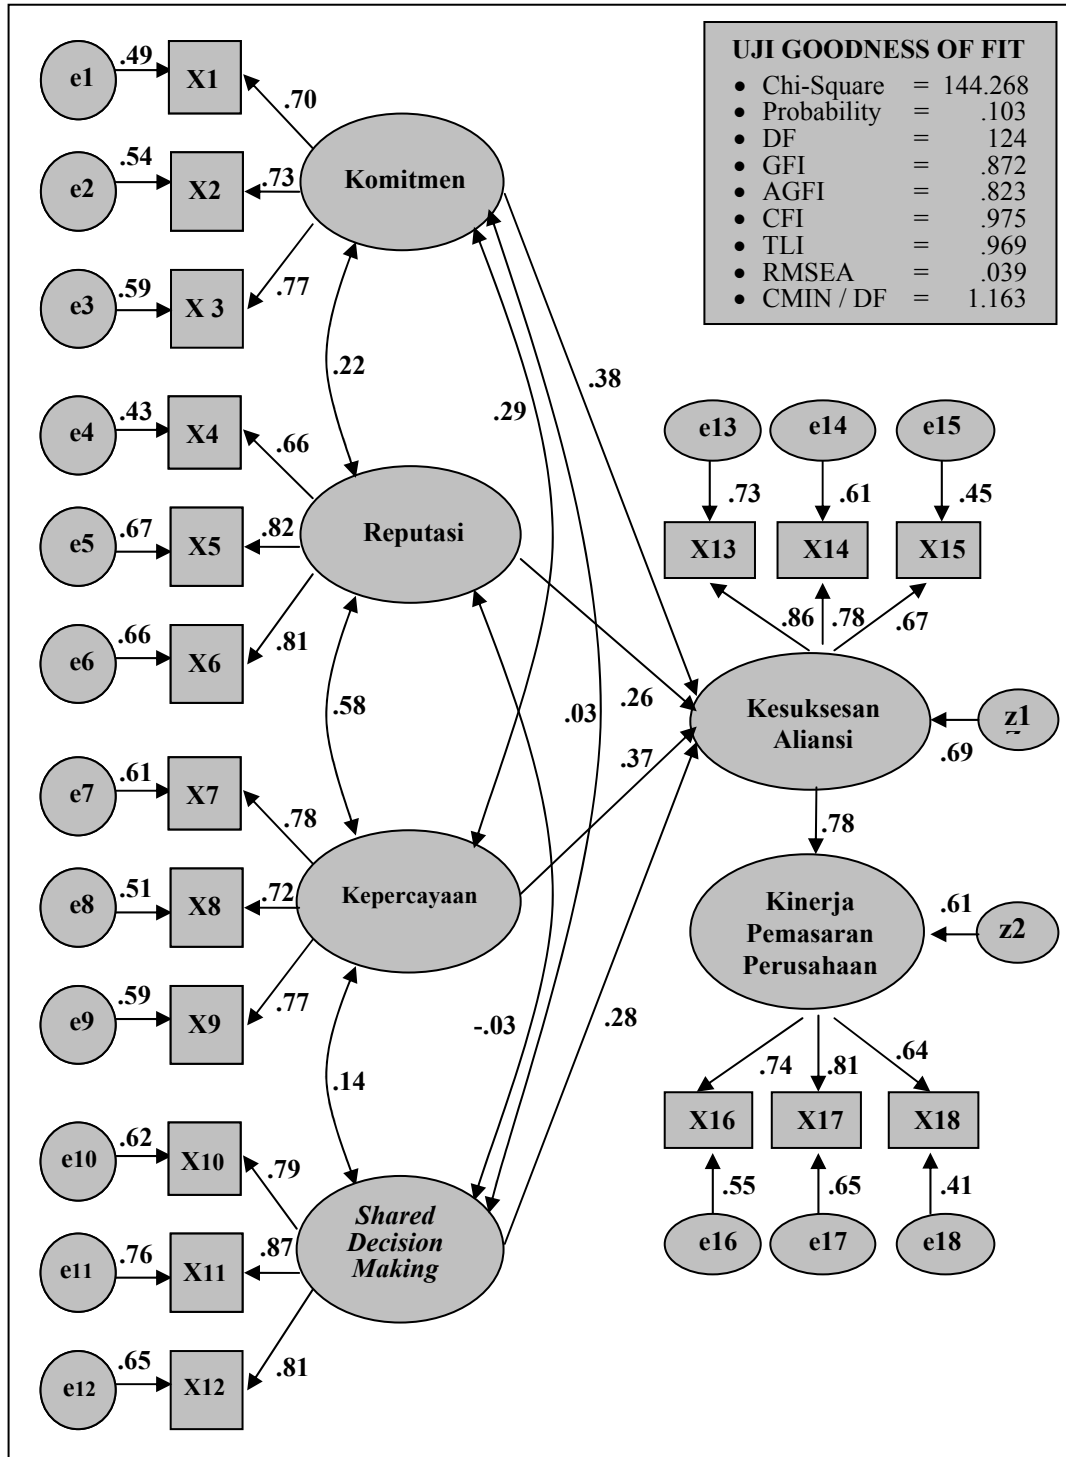 UJI GOODNESS OF FIT
• Chi-Square = 144.268
• Probability = .103
• DF = 124
• GFI = .872
• AGFI = .823
• CFI = .975
• TLI = .969
• RMSEA = .039
• CMIN / DF = 1.163
e1 .49 X1 .70
e2 .54 X2 .73
Komitmen
e3 .59 X 3 .77
.22
.29
.38
e4 .43 X4 .66
e5 .67 X5 .82
Reputasi
e6 .66 X6 .81
.58
.03
.26
.37
e7 .61 X7 .78
e8 .51 X8 .72
Kepercayaan
e9 .59 X9 .77
.14
-.03
.28
e10 .62 X10 .79
e11 .76 X11 .87
Shared
Decision
Making
e12 .65 X12 .81
e13 e14 e15
.73 .61 .45
X13 X14 X15
.86 .78 .67
Kesuksesan
Aliansi
z1
.69
.78
Kinerja
Pemasaran
Perusahaan
.61
z2
.74 .81 .64
X16 X17 X18
.55 .65 .41
e16 e17 e18